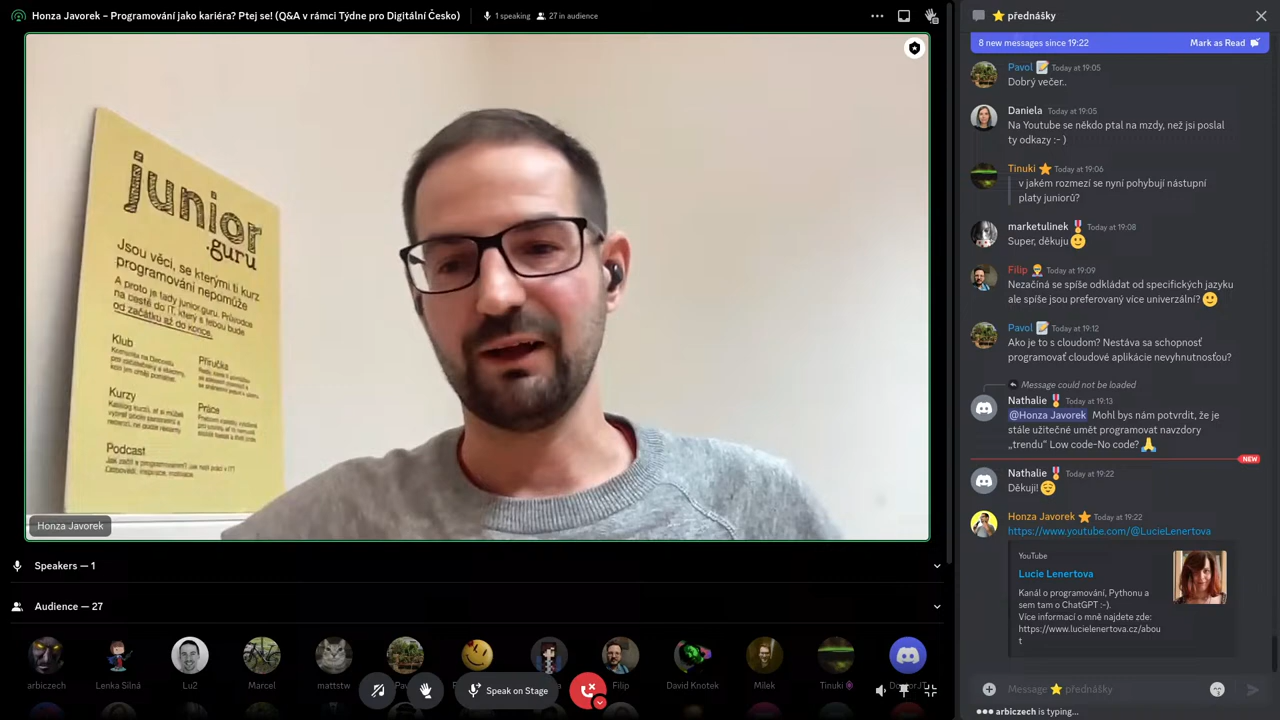 Honza Javorek – Programování jako kariéra? Ptej se! (Q&A v rámci Týdne pro Digitální Česko)
1 speaking
27 in audience
junior
.guru
Jsou věci, se kterými ti kurz
programování nepomůže
A proto je tady junior.guru. Průvodce
na cestě do IT, který s tebou bude
od začátku až do konce.
Klub
Příručka
Kurzy
Práce
Podcast
Honza Javorek
Speakers — 1
Audience — 27
arbiczech
Lenka Silná
Lu2
Marcel
mattstw
Filip
David Knotek
Milek
Tinuki
Speak on Stage
⭐ přednášky
8 new messages since 19:22
Mark as Read
Pavol 📝 Today at 19:05
Dobrý večer..
Daniela Today at 19:05
Na Youtube se někdo ptal na mzdy, než jsi poslal
ty odkazy :- )
Tinuki ⭐ Today at 19:06
v jakém rozmezí se nyní pohybují nástupní
platy juniorů?
marketulinek 🎖️ Today at 19:08
Super, děkuju 🙂
Filip Today at 19:09
Nezačíná se spíše odkládat od specifických jazyku
ale spíše jsou preferovaný více univerzální? 🙂
Pavol 📝 Today at 19:12
Ako je to s cloudom? Nestáva sa schopnosť
programovať cloudové aplikácie nevyhnutnosťou?
Message could not be loaded
Nathalie 🎖️ Today at 19:13
@Honza Javorek Mohl bys nám potvrdit, že je
stále užitečné umět programovat navzdory
„trendu“ Low code-No code? 🙏
NEW
Nathalie 🎖️ Today at 19:22
Děkuji! 😌
Honza Javorek ⭐ Today at 19:22
https://www.youtube.com/@LucieLenertova
YouTube
Lucie Lenertova
Kanál o programování, Pythonu a
sem tam o ChatGPT :-).
Více informací o mně najdete zde:
https://www.lucielenertova.cz/abou
t
Message ⭐ přednášky
arbiczech is typing...